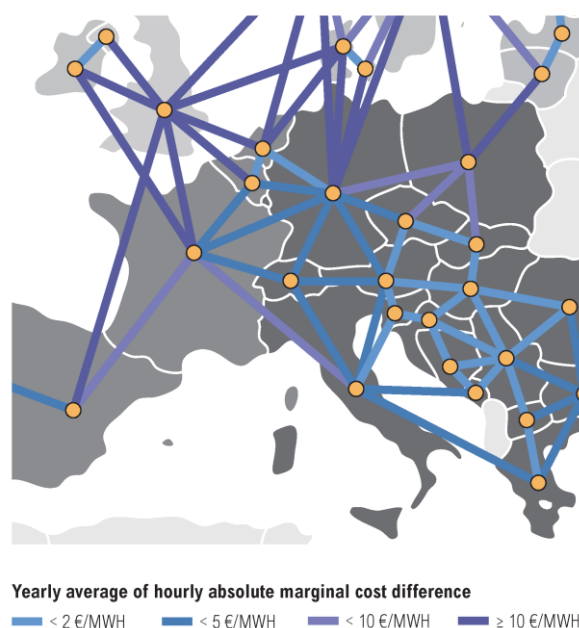 Yearly average of hourly absolute marginal cost difference
< 2 €/MWH < 5 €/MWH < 10 €/MWH ≥ 10 €/MWH